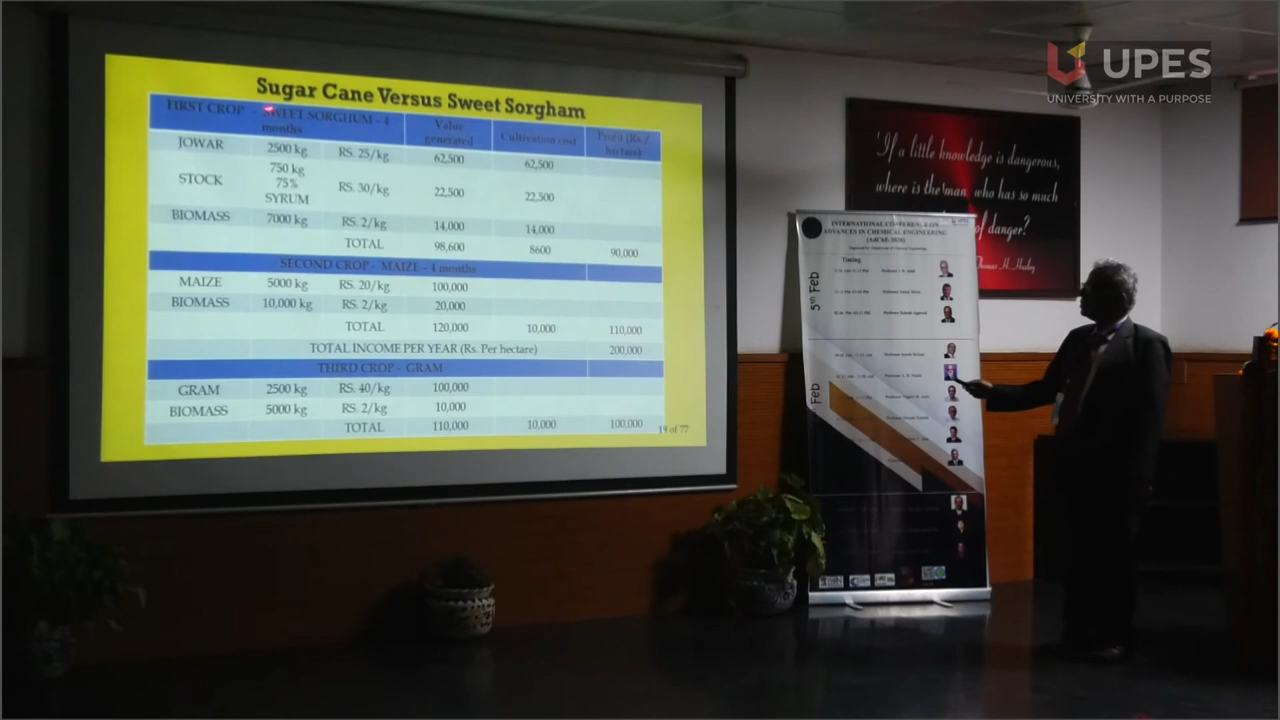 Sugar Cane Versus Sweet Sorgham
FIRST CROP - SWEET SORGHUM - 4 months
Value generated
Cultivation cost
Profit (Rs / hectare)
JOWAR 2500 kg RS. 25/kg 62,500 62,500
STOCK 750 kg 75% SYRUM RS. 30/kg 22,500 22,500
BIOMASS 7000 kg RS. 2/kg 14,000 14,000
TOTAL 98,600 8600 90,000
SECOND CROP - MAIZE - 4 months
MAIZE 5000 kg RS. 20/kg 100,000
BIOMASS 10,000 kg RS. 2/kg 20,000
TOTAL 120,000 10,000 110,000
TOTAL INCOME PER YEAR (Rs. Per hectare) 200,000
THIRD CROP - GRAM
GRAM 2500 kg RS. 40/kg 100,000
BIOMASS 5000 kg RS. 2/kg 10,000
TOTAL 110,000 10,000 100,000
19 of 77
UPES
UNIVERSITY WITH A PURPOSE
'If a little knowledge is dangerous,
where is the man who has so much
of danger?
Thomas H. Huxley
INTERNATIONAL CONFERENCE ON
ADVANCES IN CHEMICAL ENGINEERING
Timing
5th Feb
Feb